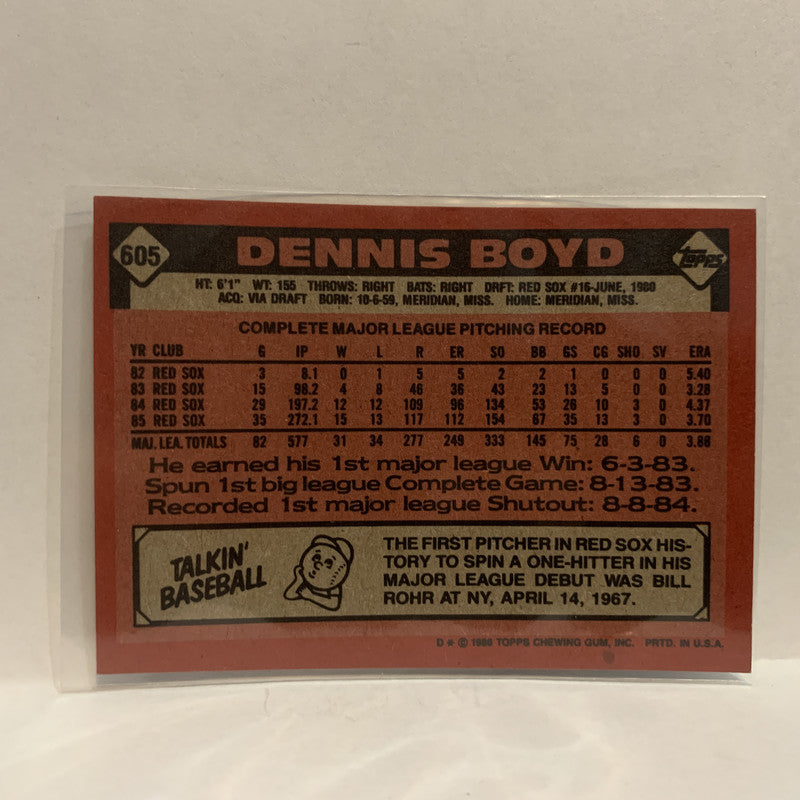 605 DENNIS BOYD TOPPS
HT: 6'1" WT: 155 THROWS: RIGHT BATS: RIGHT DRFT: RED SOX #16-JUNE, 1980
ACQ: VIA DRAFT BORN: 10-6-59, MERIDIAN, MISS. HOME: MERIDIAN, MISS.
COMPLETE MAJOR LEAGUE PITCHING RECORD
YR CLUB G IP W L R ER SO BB GS CG SHO SV ERA
82 RED SOX 3 8.1 0 1 5 5 2 2 1 0 0 0 5.40
83 RED SOX 15 98.2 4 8 46 36 43 23 13 5 0 0 3.28
84 RED SOX 29 197.2 12 12 109 96 134 53 26 10 3 0 4.37
85 RED SOX 35 272.1 15 13 117 112 154 67 35 13 3 0 3.70
MAJ. LEA. TOTALS 82 577 31 34 277 249 333 145 75 28 6 0 3.88
He earned his 1st major league Win: 6-3-83.
Spun 1st big league Complete Game: 8-13-83.
Recorded 1st major league Shutout: 8-8-84.
TALKIN'
BASEBALL
THE FIRST PITCHER IN RED SOX HIS-
TORY TO SPIN A ONE-HITTER IN HIS
MAJOR LEAGUE DEBUT WAS BILL
ROHR AT NY, APRIL 14, 1967.
D * © 1986 TOPPS CHEWING GUM, INC. PRTD. IN U.S.A.